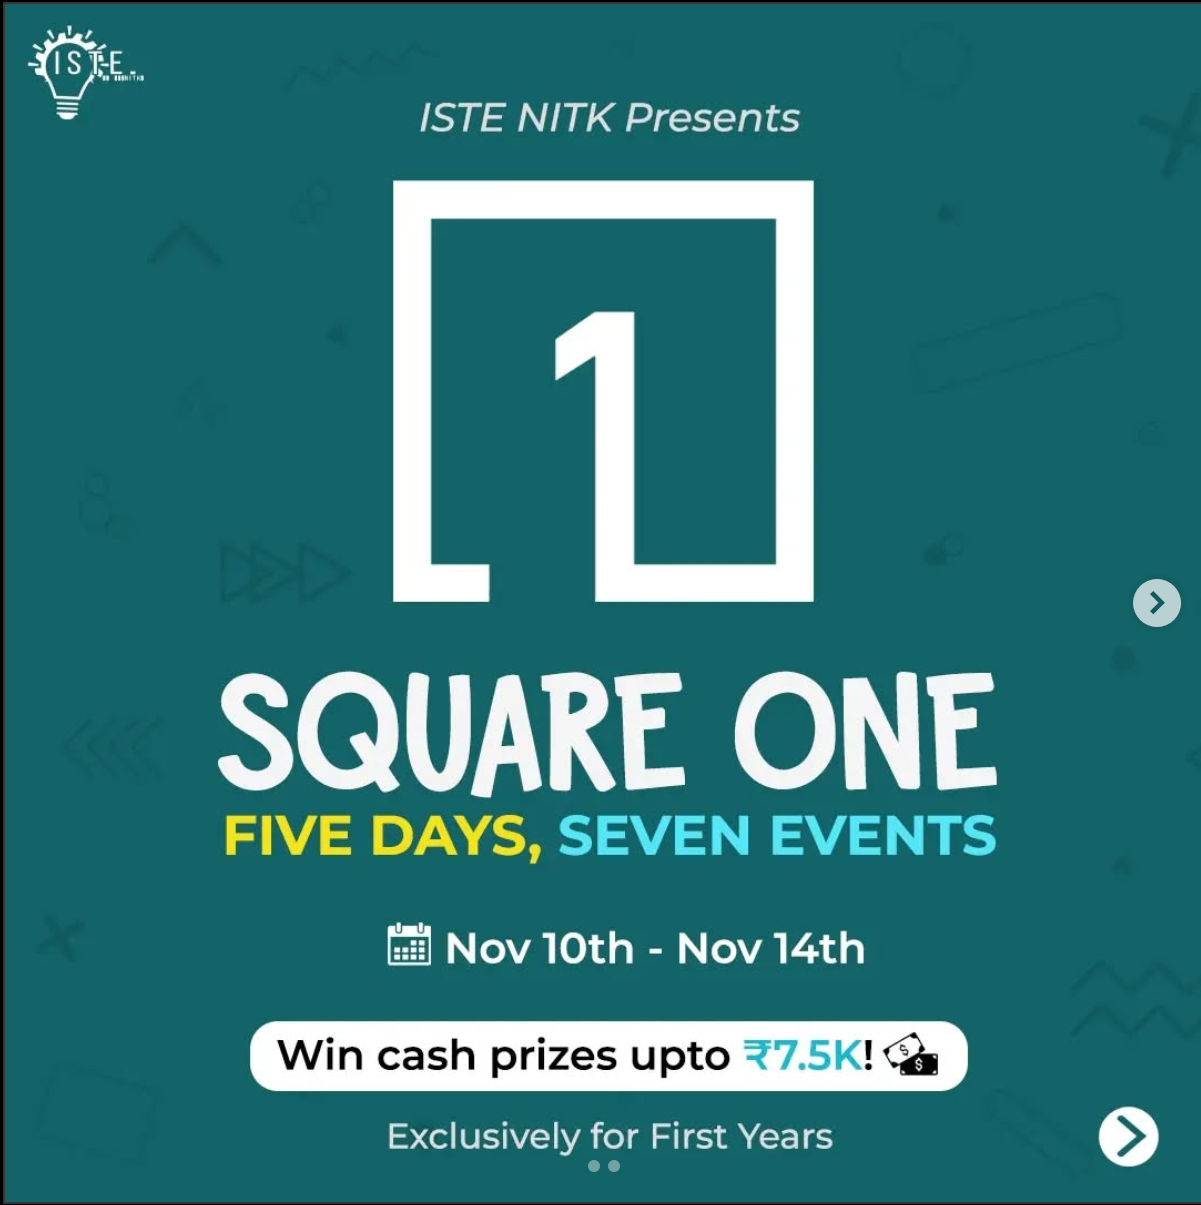 ISTE
ISTE NITK Presents
1
SQUARE ONE
FIVE DAYS, SEVEN EVENTS
Nov 10th - Nov 14th
Win cash prizes upto ₹7.5K!
Exclusively for First Years